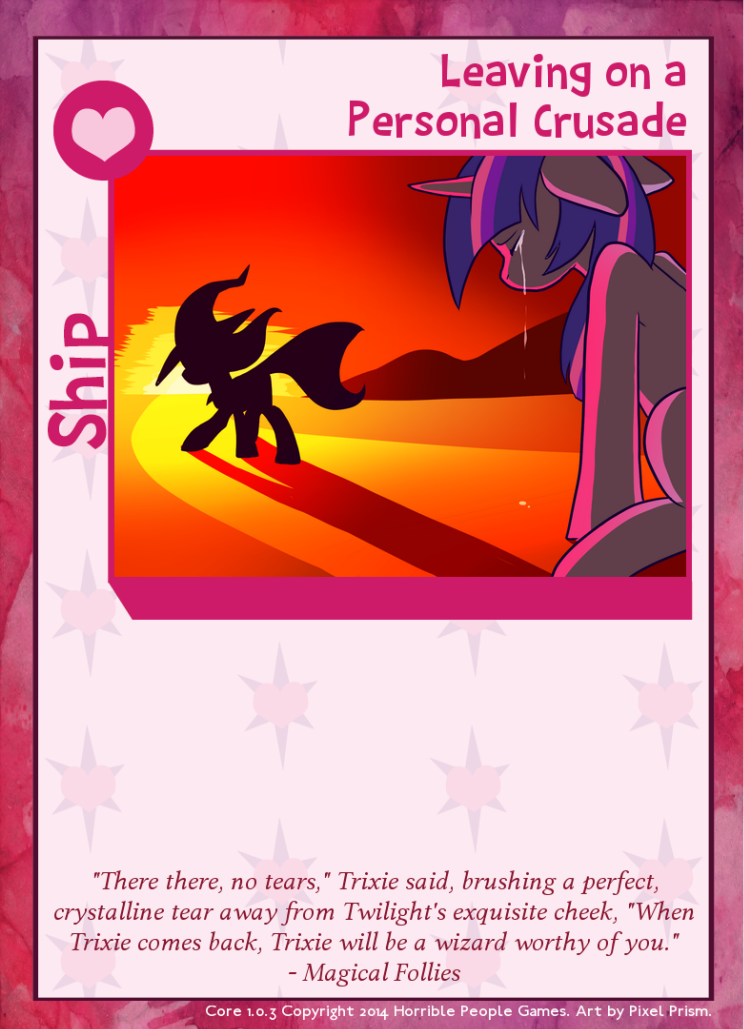 Leaving on a
Personal Crusade
Ship
"There there, no tears," Trixie said, brushing a perfect,
crystalline tear away from Twilight's exquisite cheek, "When
Trixie comes back, Trixie will be a wizard worthy of you."
- Magical Follies
Core 1.0.3 Copyright 2014 Horrible People Games. Art by Pixel Prism.